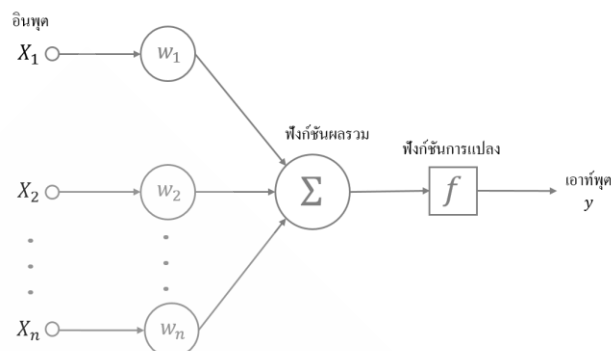 อินพุต
X₁ w₁
ฟังก์ชันผลรวม
ฟังก์ชันการแปลง
X₂ w₂ Σ f เอาท์พุต
y
Xₙ wₙ